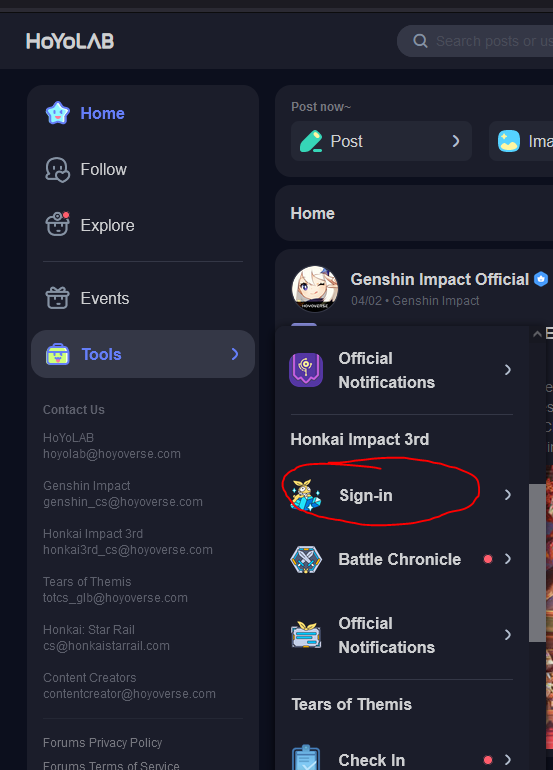 HoYoLAB
Search posts or us
Home
Follow
Explore
Events
Tools
Contact Us
HoYoLAB
hoyolab@hoyoverse.com
Genshin Impact
genshin_cs@hoyoverse.com
Honkai Impact 3rd
honkai3rd_cs@hoyoverse.com
Tears of Themis
totcs_glb@hoyoverse.com
Honkai: Star Rail
cs@honkaistarrail.com
Content Creators
contentcreator@hoyoverse.com
Forums Privacy Policy
Forums Terms of Service
Post now~
Post
Ima
Home
Genshin Impact Official
04/02 • Genshin Impact
HOYOVERSE
Official
Notifications
Honkai Impact 3rd
Sign-in
Battle Chronicle
Official
Notifications
Tears of Themis
Check In